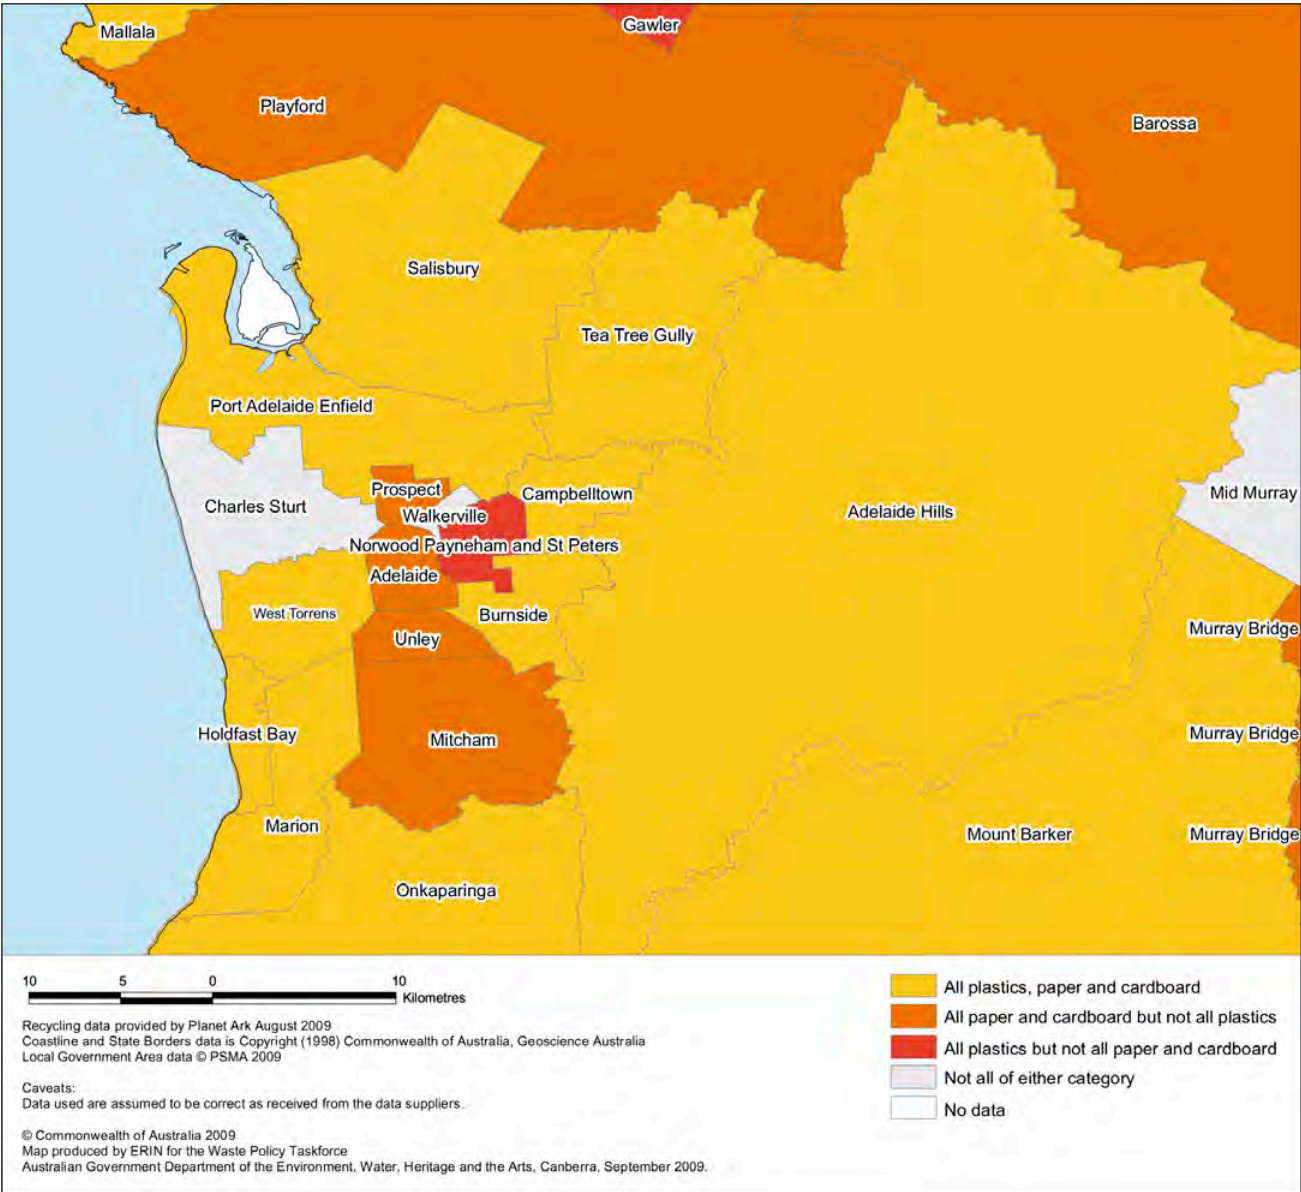 Mallala
Gawler
Playford
Barossa
Salisbury
Tea Tree Gully
Port Adelaide Enfield
Prospect
Campbelltown
Mid Murray
Charles Sturt
Walkerville
Adelaide Hills
Norwood Payneham and St Peters
Adelaide
West Torrens
Burnside
Murray Bridge
Unley
Holdfast Bay
Mitcham
Murray Bridge
Marion
Mount Barker
Murray Bridge
Onkaparinga
10 5 0 10
Kilometres
Recycling data provided by Planet Ark August 2009
Coastline and State Borders data is Copyright (1998) Commonwealth of Australia, Geoscience Australia
Local Government Area data © PSMA 2009
Caveats:
Data used are assumed to be correct as received from the data suppliers.
© Commonwealth of Australia 2009
Map produced by ERIN for the Waste Policy Taskforce
Australian Government Department of the Environment, Water, Heritage and the Arts, Canberra, September 2009.
All plastics, paper and cardboard
All paper and cardboard but not all plastics
All plastics but not all paper and cardboard
Not all of either category
No data